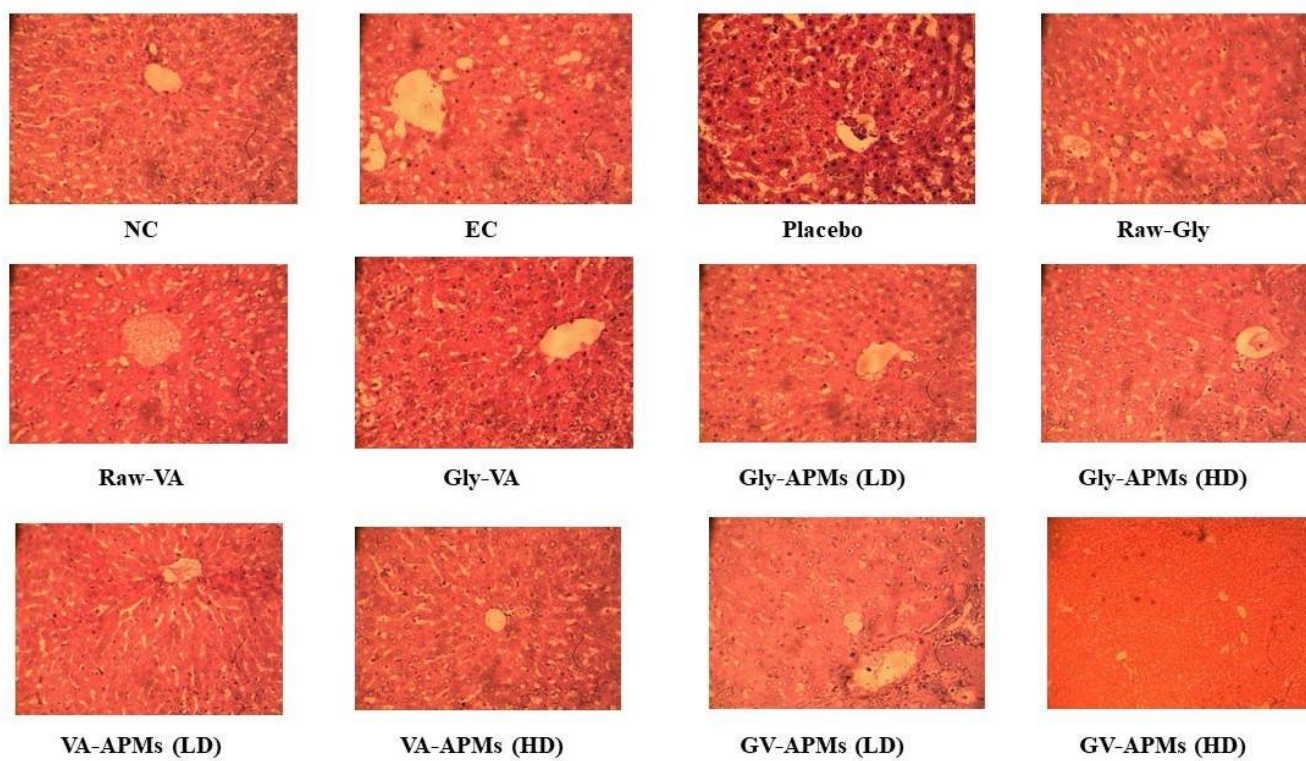 NC EC Placebo Raw-Gly
Raw-VA Gly-VA Gly-APMs (LD) Gly-APMs (HD)
VA-APMs (LD) VA-APMs (HD) GV-APMs (LD) GV-APMs (HD)